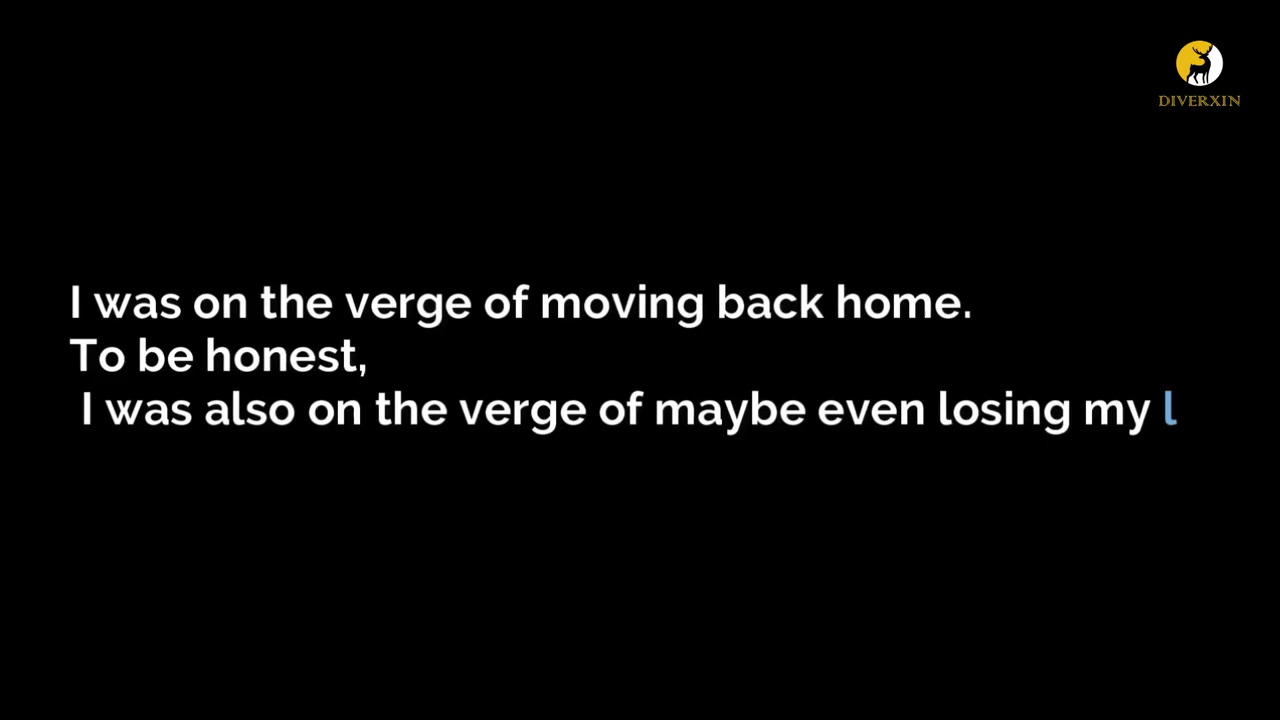 DIVERXIN
I was on the verge of moving back home.
To be honest,
I was also on the verge of maybe even losing my l